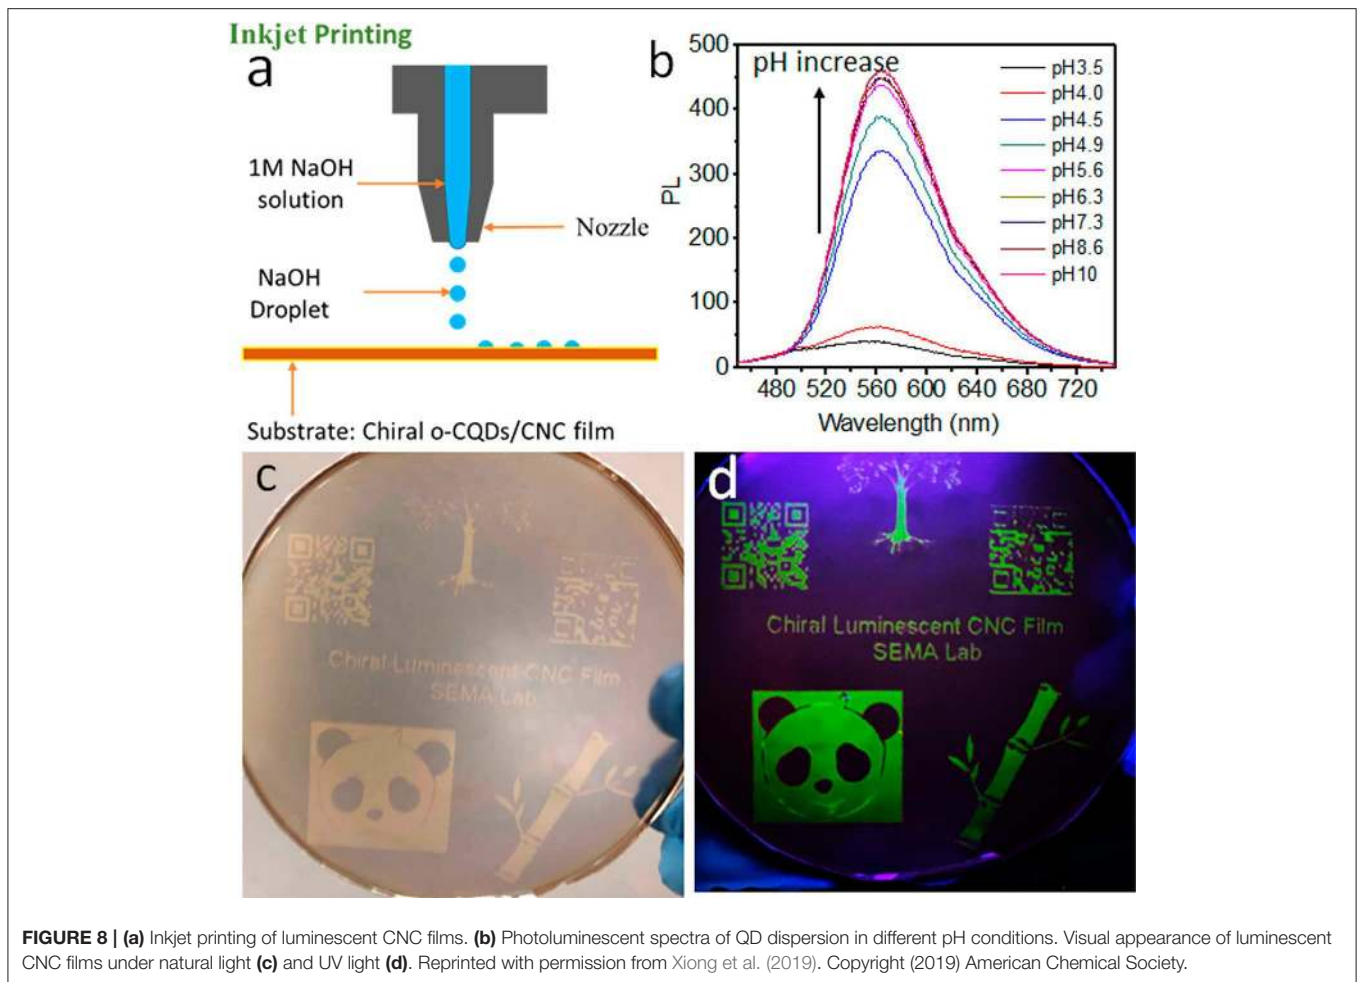 Inkjet Printing
a
1M NaOH
solution
Nozzle
NaOH
Droplet
Substrate: Chiral o-CQDs/CNC film
b
500
400
300
200
100
0
PL
pH increase
pH3.5
pH4.0
pH4.5
pH4.9
pH5.6
pH6.3
pH7.3
pH8.6
pH10
480 520 560 600 640 680 720
Wavelength (nm)
c
Chiral Luminescent CNC Film
SEMA Lab
d
Chiral Luminescent CNC Film
SEMA Lab
FIGURE 8 | (a) Inkjet printing of luminescent CNC films. (b) Photoluminescent spectra of QD dispersion in different pH conditions. Visual appearance of luminescent
CNC films under natural light (c) and UV light (d). Reprinted with permission from Xiong et al. (2019). Copyright (2019) American Chemical Society.